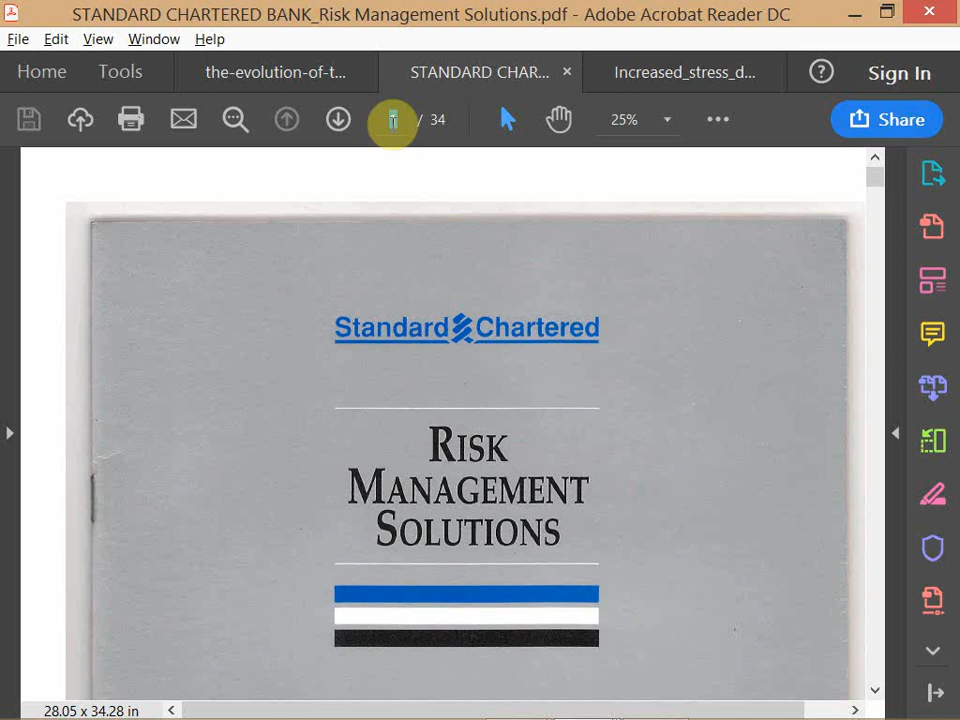 STANDARD CHARTERED BANK_Risk Management Solutions.pdf - Adobe Acrobat Reader DC
File Edit View Window Help
Home Tools the-evolution-of-t... STANDARD CHAR... × Increased_stress_d... Sign In
/ 34 25% Share
Standard Chartered
RISK
MANAGEMENT
SOLUTIONS
28.05 x 34.28 in